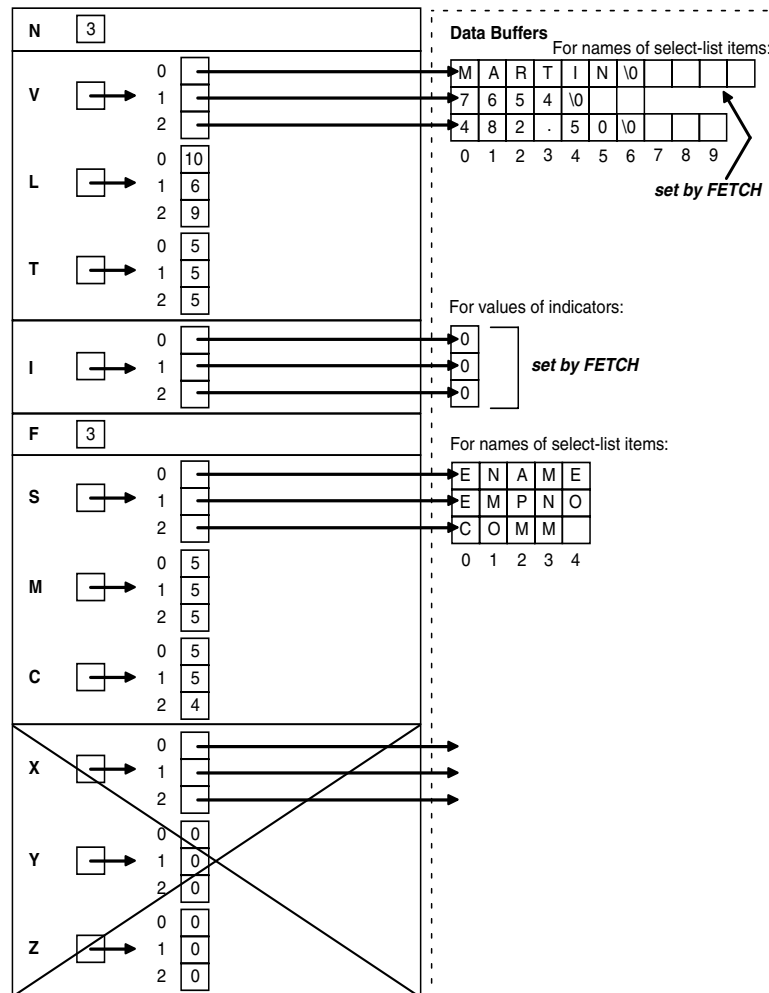 N 3
Data Buffers
For names of select-list items:
V
0 M A R T I N \0
1 7 6 5 4 \0
2 4 8 2 . 5 0 \0
0 1 2 3 4 5 6 7 8 9
set by FETCH
L
0 10
1 6
2 9
T
0 5
1 5
2 5
For values of indicators:
I
0 0
1 0
2 0
set by FETCH
F 3
For names of select-list items:
S
0 E N A M E
1 E M P N O
2 C O M M
0 1 2 3 4
M
0 5
1 5
2 5
C
0 5
1 5
2 4
X
0
1
2
Y
0 0
1 0
2 0
Z
0 0
1 0
2 0